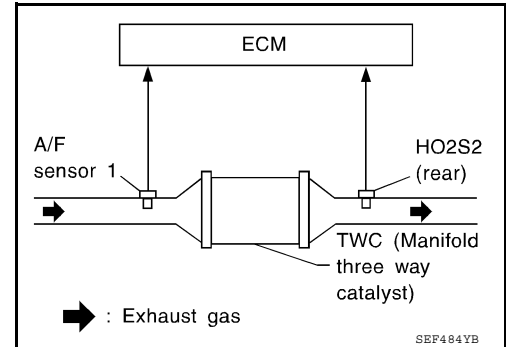 ECM
A/F
sensor 1
HO2S2
(rear)
TWC (Manifold
three way
catalyst)
: Exhaust gas
SEF484YB